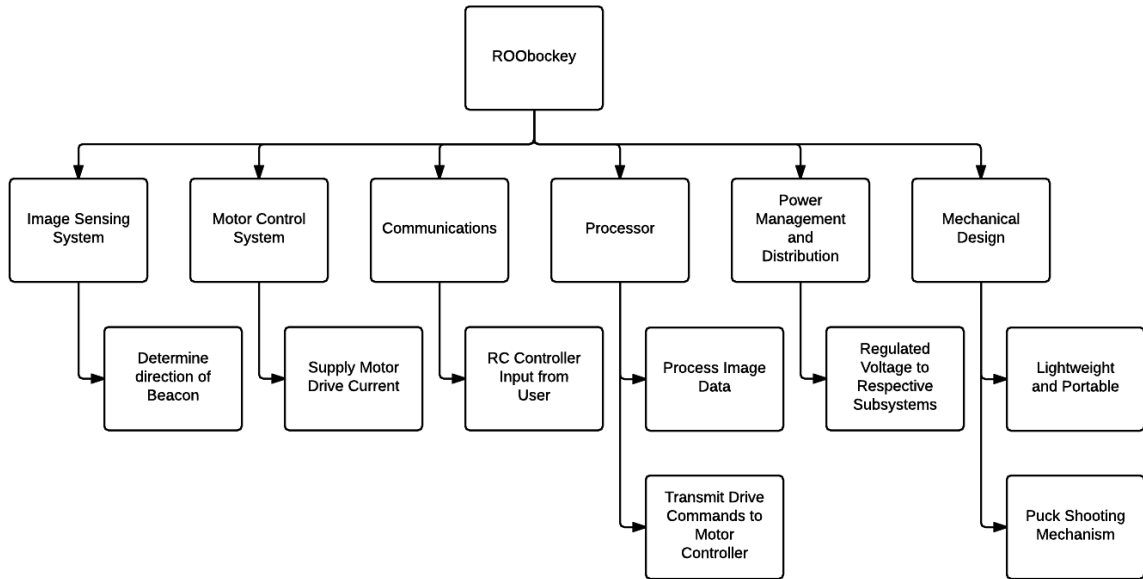 ROObockey
Image Sensing
System
Motor Control
System
Communications
Processor
Power
Management
and
Distribution
Mechanical
Design
Determine
direction of
Beacon
Supply Motor
Drive Current
RC Controller
Input from
User
Process Image
Data
Regulated
Voltage to
Respective
Subsystems
Lightweight
and Portable
Transmit Drive
Commands to
Motor
Controller
Puck Shooting
Mechanism